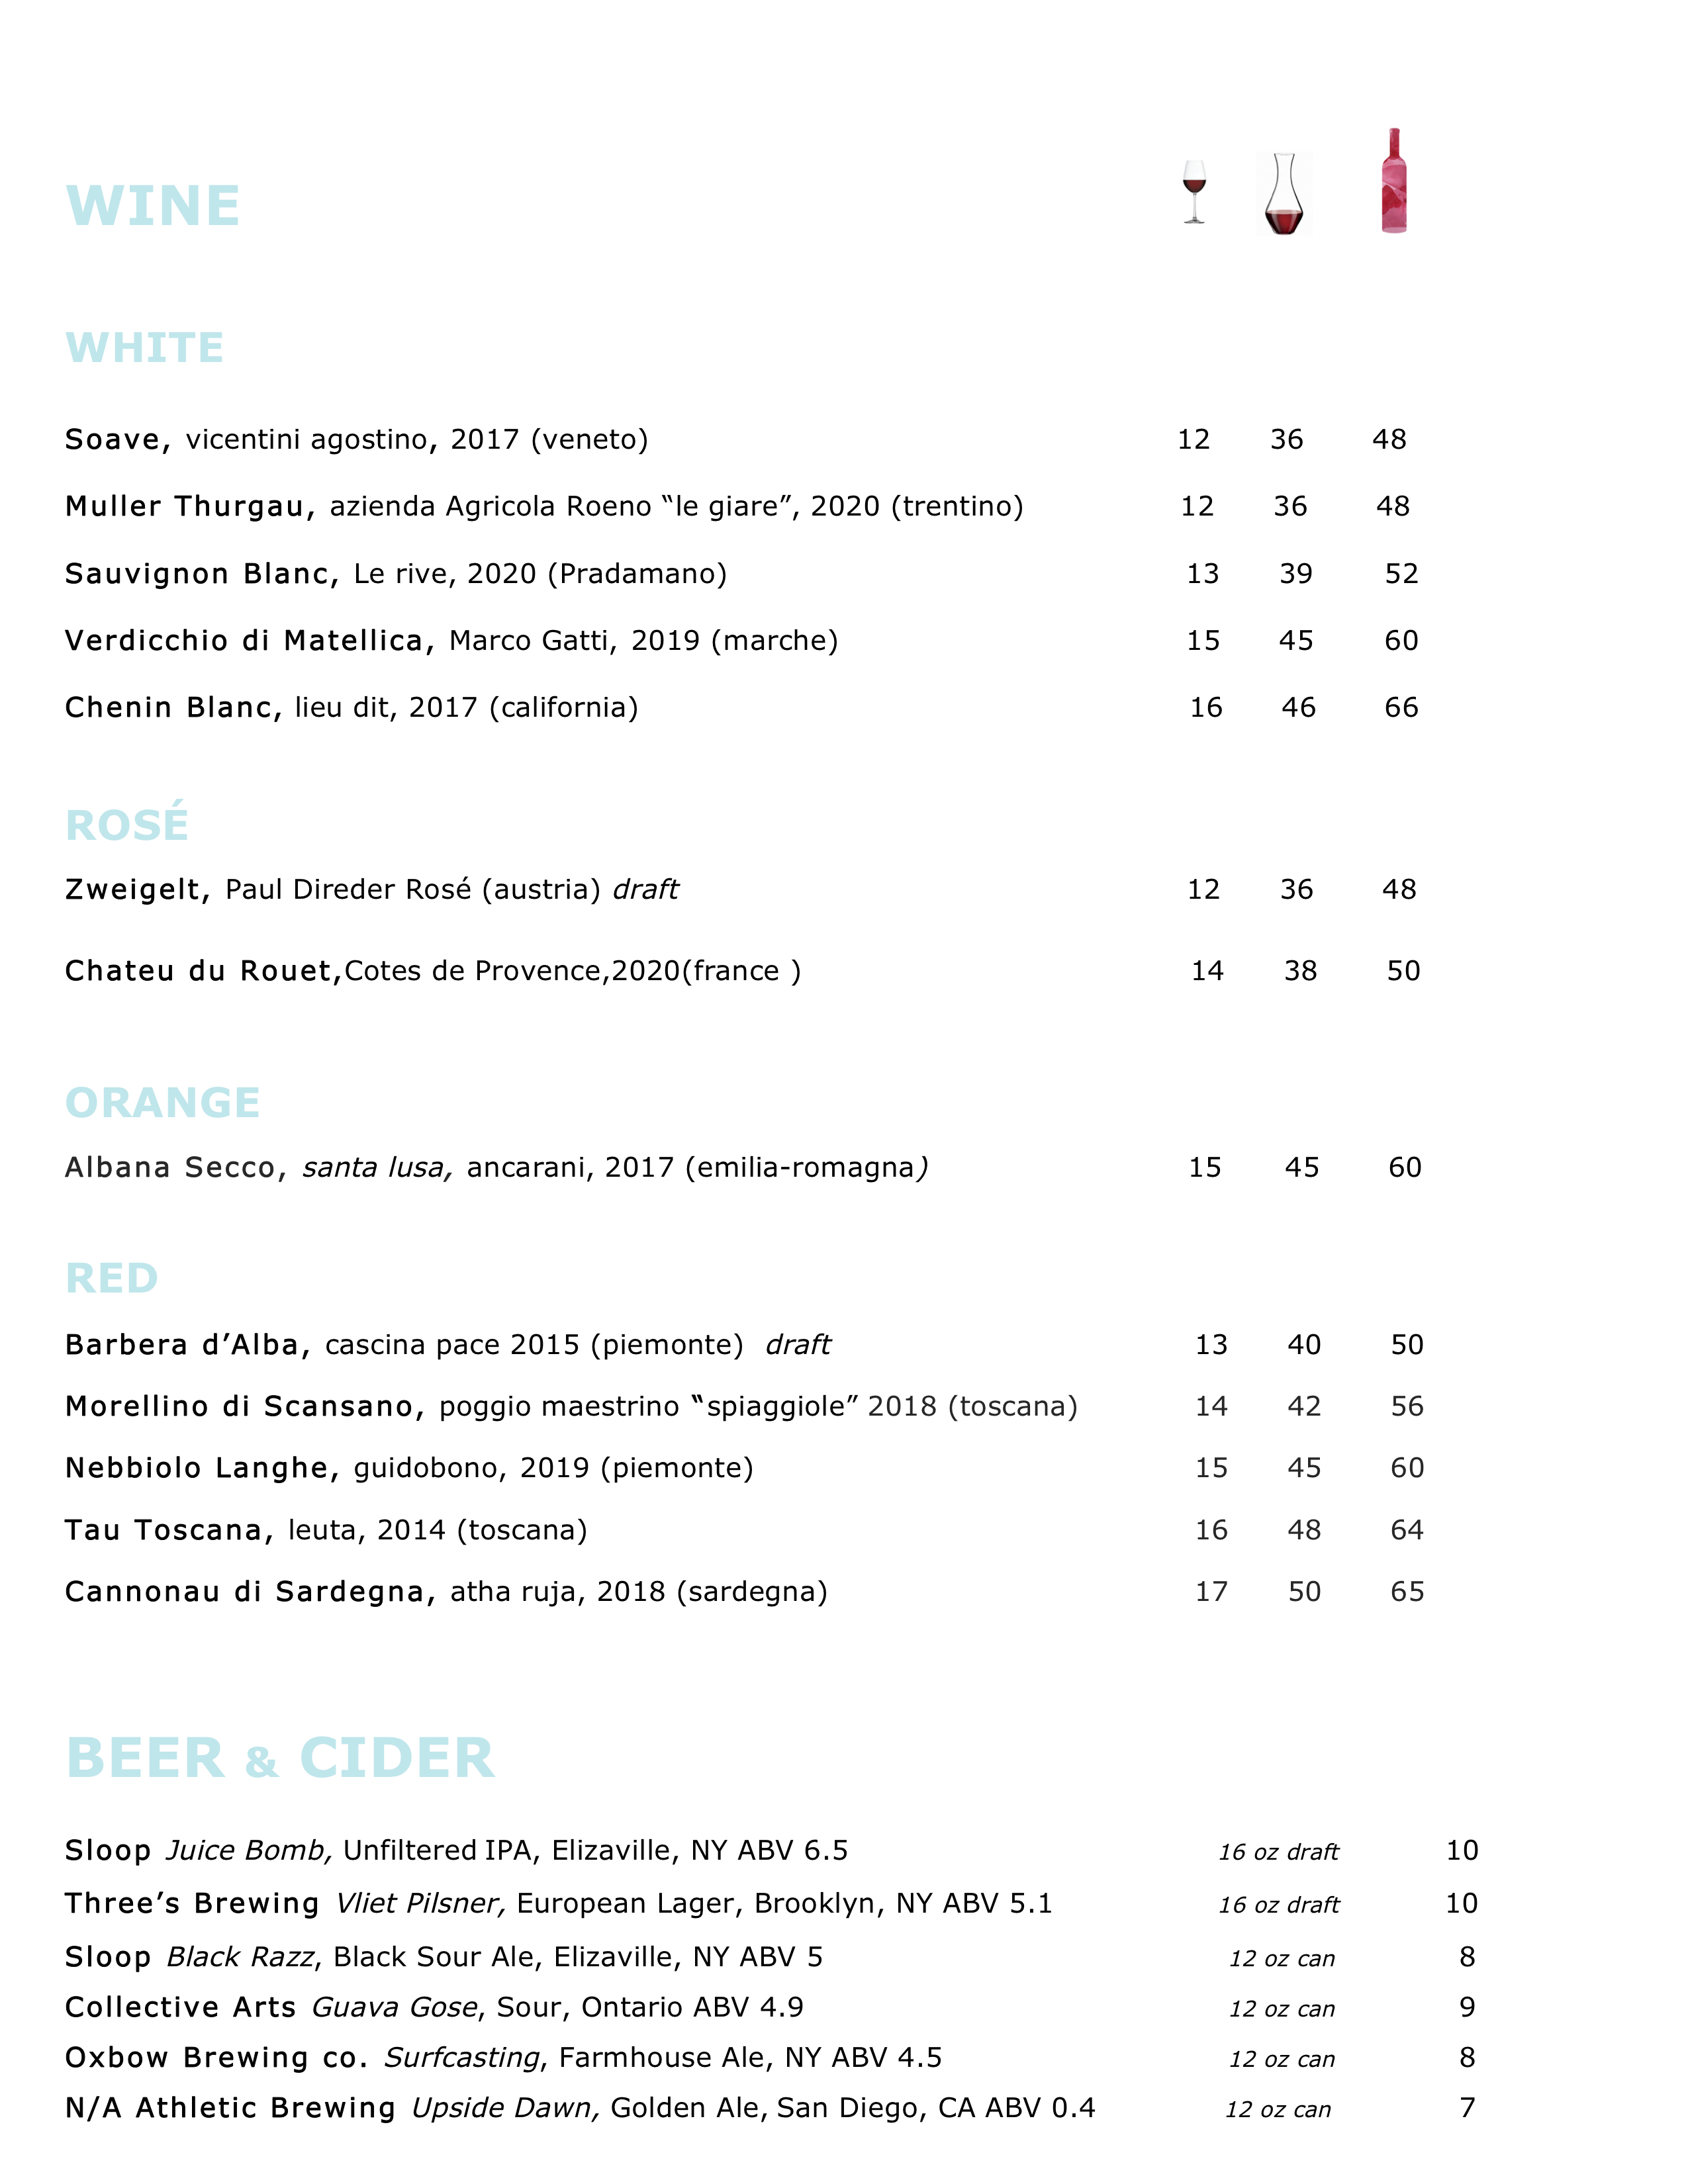 WINE
WHITE
Soave, vicentini agostino, 2017 (veneto) 12 36 48
Muller Thurgau, azienda Agricola Roeno “le giare”, 2020 (trentino) 12 36 48
Sauvignon Blanc, Le rive, 2020 (Pradamano) 13 39 52
Verdicchio di Matellica, Marco Gatti, 2019 (marche) 15 45 60
Chenin Blanc, lieu dit, 2017 (california) 16 46 66
ROSÉ
Zweigelt, Paul Direder Rosé (austria) draft 12 36 48
Chateu du Rouet,Cotes de Provence,2020(france ) 14 38 50
ORANGE
Albana Secco, santa lusa, ancarani, 2017 (emilia-romagna) 15 45 60
RED
Barbera d’Alba, cascina pace 2015 (piemonte) draft 13 40 50
Morellino di Scansano, poggio maestrino “spiaggiole” 2018 (toscana) 14 42 56
Nebbiolo Langhe, guidobono, 2019 (piemonte) 15 45 60
Tau Toscana, leuta, 2014 (toscana) 16 48 64
Cannonau di Sardegna, atha ruja, 2018 (sardegna) 17 50 65
BEER & CIDER
Sloop Juice Bomb, Unfiltered IPA, Elizaville, NY ABV 6.5 16 oz draft 10
Three’s Brewing Vliet Pilsner, European Lager, Brooklyn, NY ABV 5.1 16 oz draft 10
Sloop Black Razz, Black Sour Ale, Elizaville, NY ABV 5 12 oz can 8
Collective Arts Guava Gose, Sour, Ontario ABV 4.9 12 oz can 9
Oxbow Brewing co. Surfcasting, Farmhouse Ale, NY ABV 4.5 12 oz can 8
N/A Athletic Brewing Upside Dawn, Golden Ale, San Diego, CA ABV 0.4 12 oz can 7